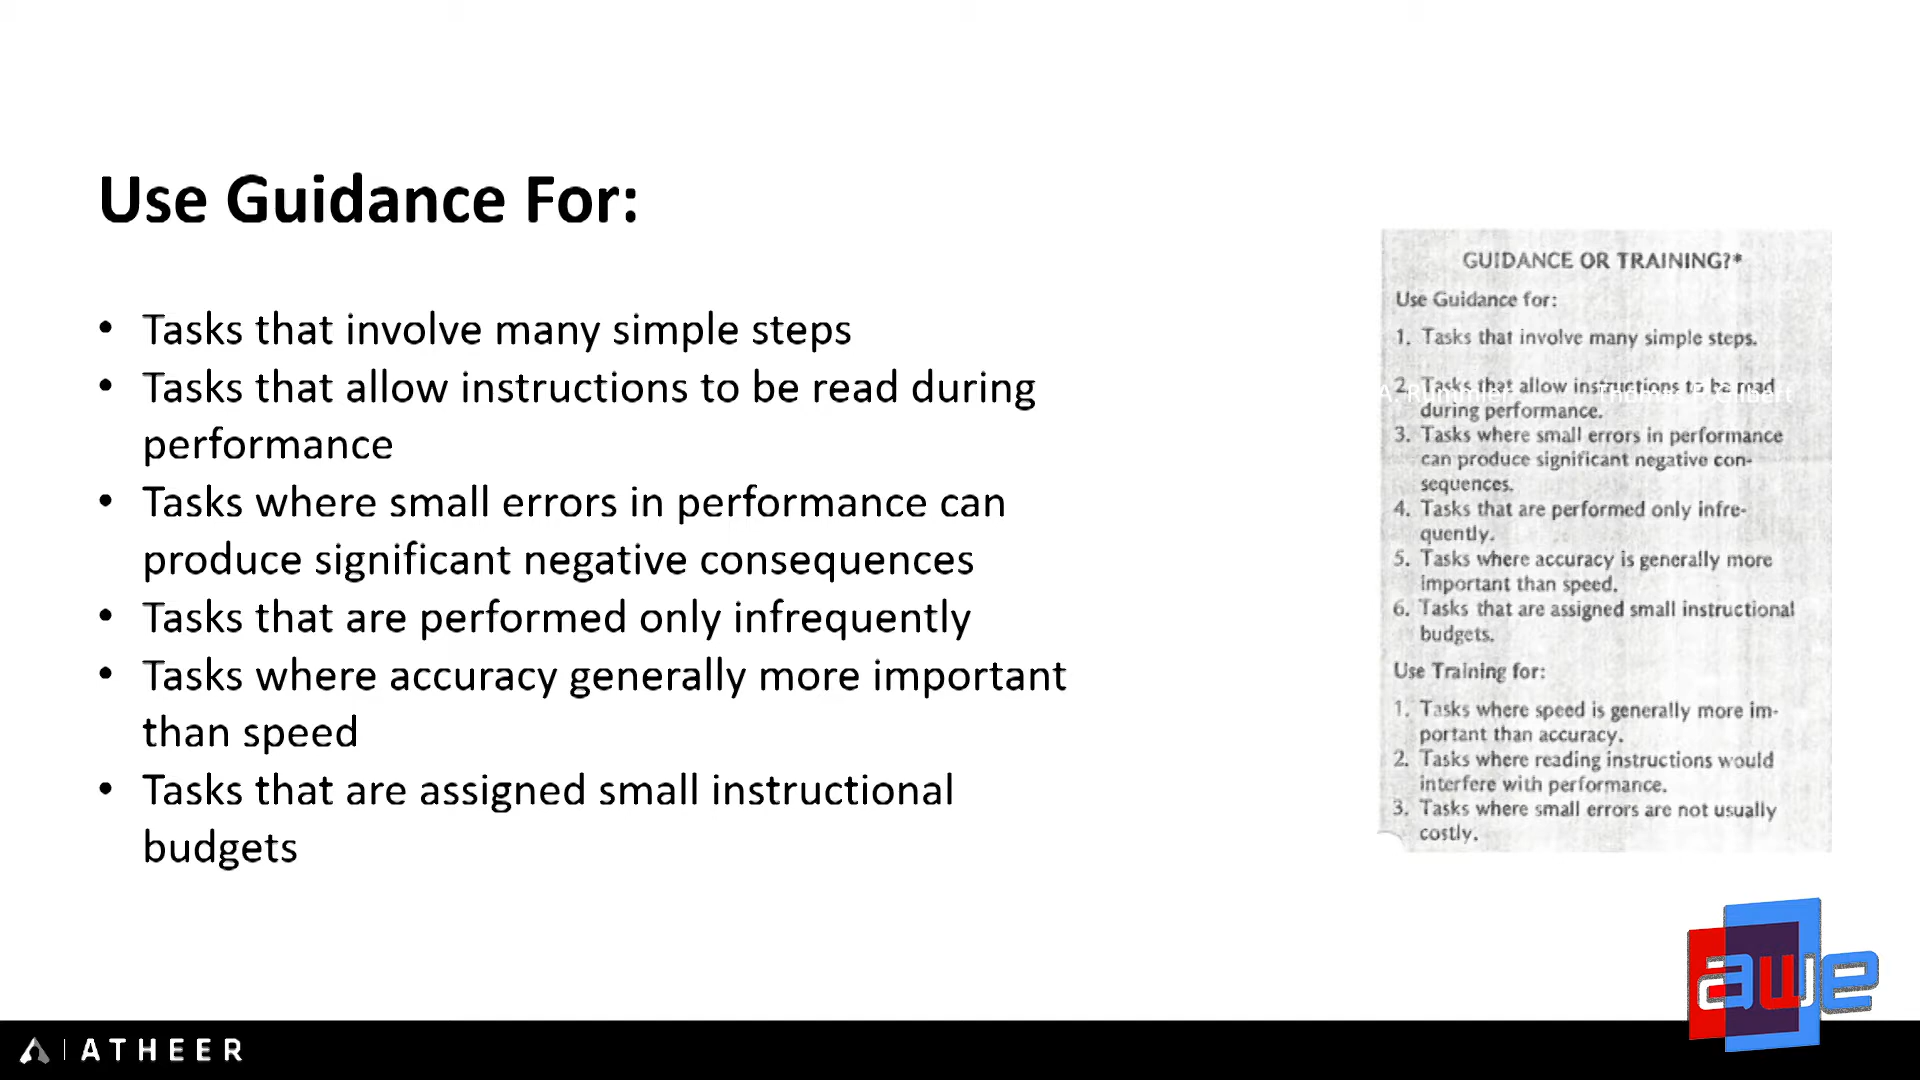 Use Guidance For:
• Tasks that involve many simple steps
• Tasks that allow instructions to be read during
performance
• Tasks where small errors in performance can
produce significant negative consequences
• Tasks that are performed only infrequently
• Tasks where accuracy generally more important
than speed
• Tasks that are assigned small instructional
budgets
GUIDANCE OR TRAINING?*
Use Guidance for:
1. Tasks that involve many simple steps.
2. Tasks that allow instructions to be read
during performance.
3. Tasks where small errors in performance
can produce significant negative con-
sequences.
4. Tasks that are performed only infre-
quently.
5. Tasks where accuracy is generally more
important than speed.
6. Tasks that are assigned small instructional
budgets.
Use Training for:
1. Tasks where speed is generally more im-
portant than accuracy.
2. Tasks where reading instructions would
interfere with performance.
3. Tasks where small errors are not usually
costly.
awe
ATHEER